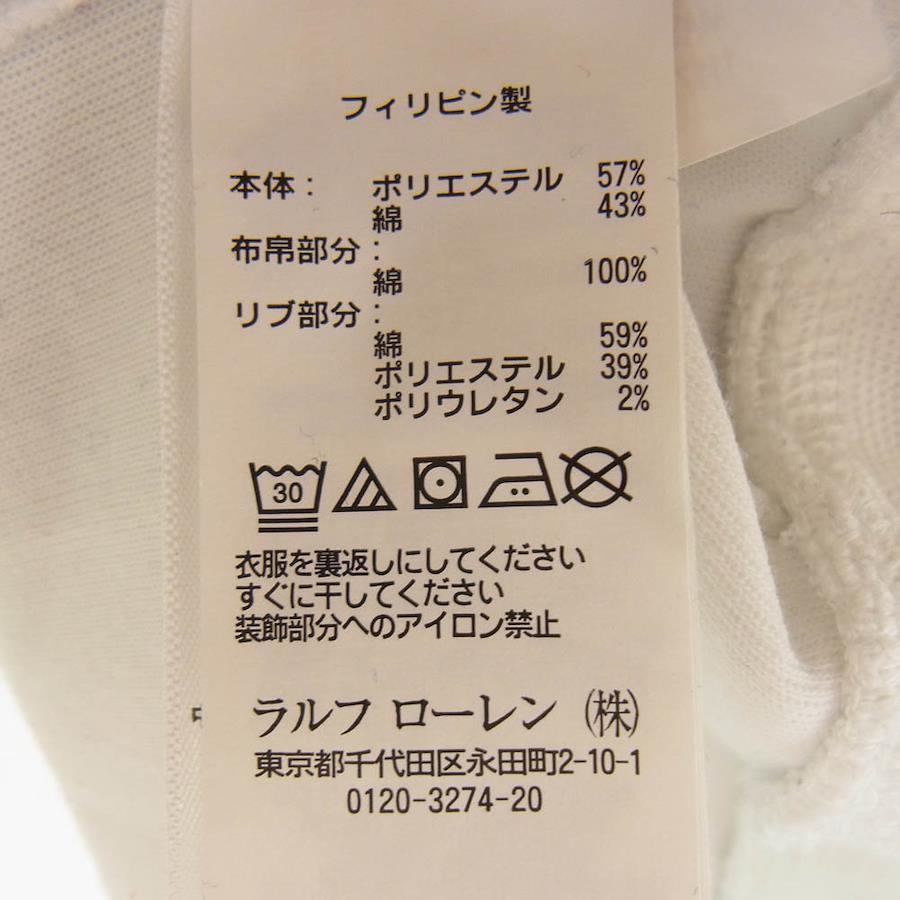 フィリピン製
本体: ポリエステル 57%
綿 43%
布帛部分:
綿 100%
リブ部分:
綿 59%
ポリエステル 39%
ポリウレタン 2%
30
衣服を裏返しにしてください
すぐに干してください
装飾部分へのアイロン禁止
ラルフ ローレン (株)
東京都千代田区永田町2-10-1
0120-3274-20